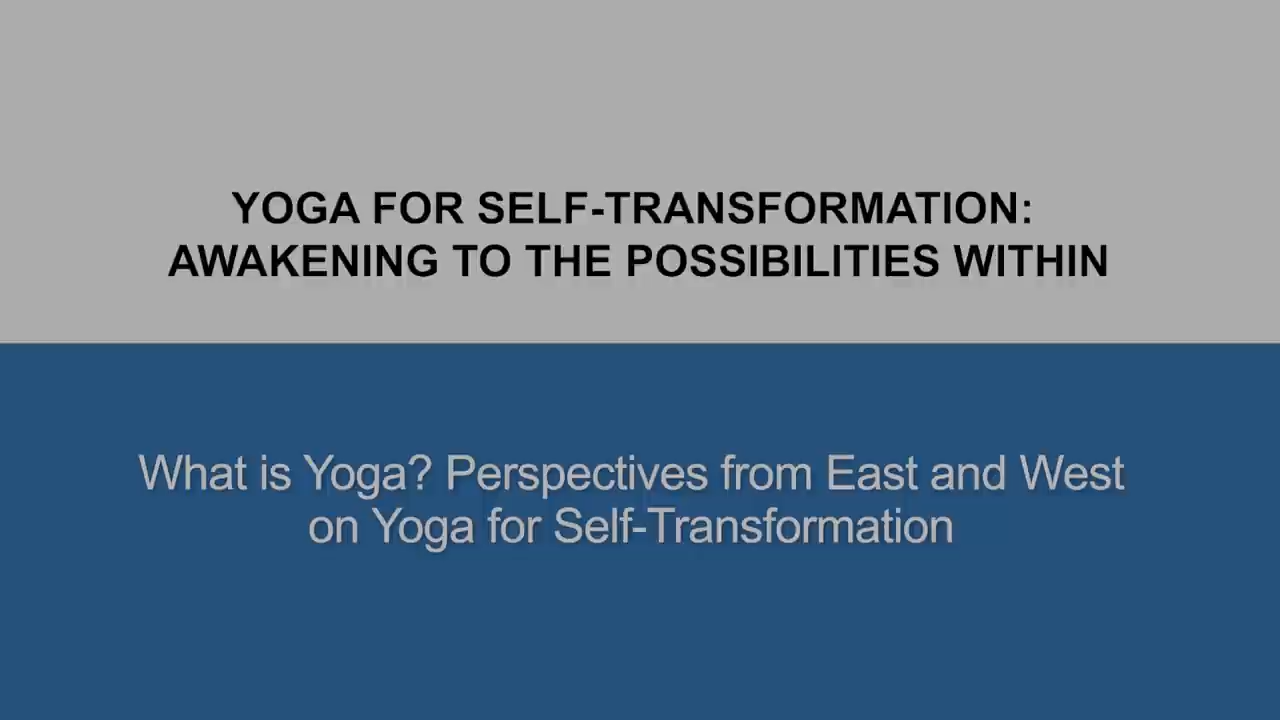 YOGA FOR SELF-TRANSFORMATION:
AWAKENING TO THE POSSIBILITIES WITHIN
What is Yoga? Perspectives from East and West
on Yoga for Self-Transformation